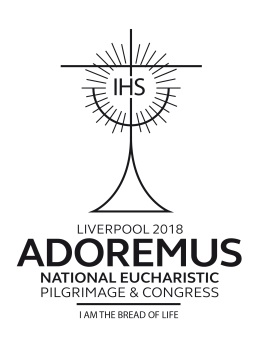 IHS
LIVERPOOL 2018
ADOREMUS
NATIONAL EUCHARISTIC
PILGRIMAGE & CONGRESS
I AM THE BREAD OF LIFE